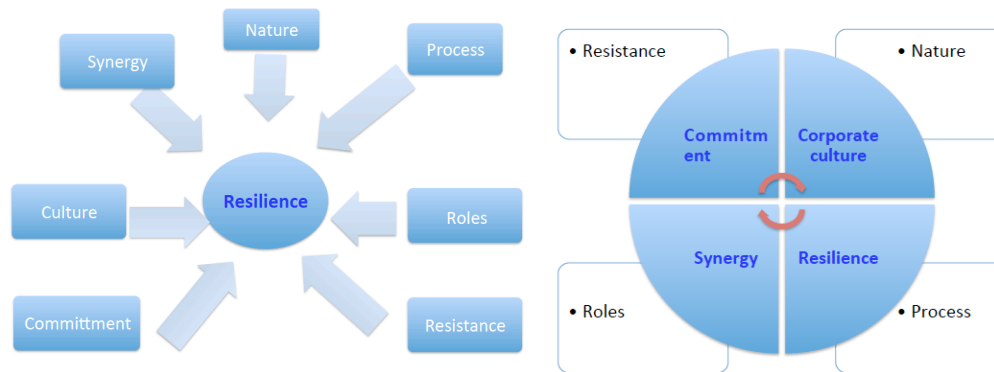 Nature
Synergy
Process
Resilience
Culture
Roles
Committment
Resistance
• Resistance
• Nature
Commitm
ent
Corporate
culture
Synergy
Resilience
• Roles
• Process